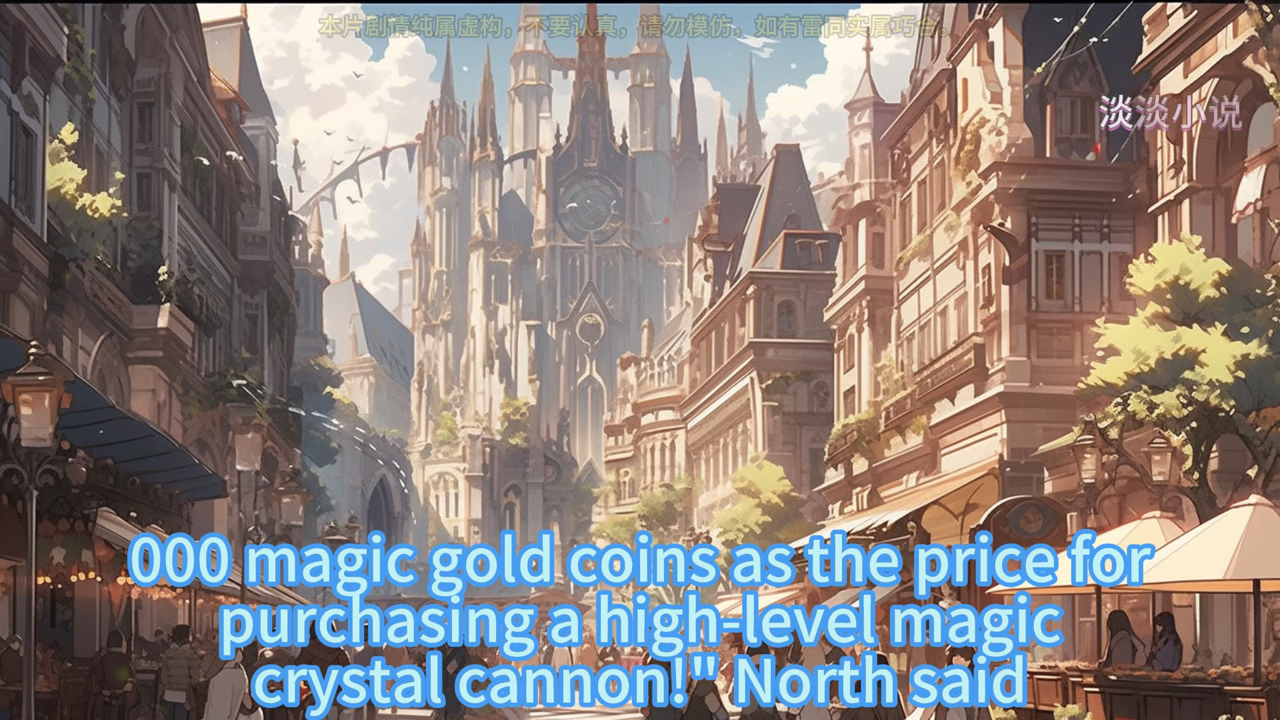 本片剧情纯属虚构，不要认真，请勿模仿，如有雷同实属巧合。
淡淡小说
000 magic gold coins as the price for
purchasing a high-level magic
crystal cannon!" North said